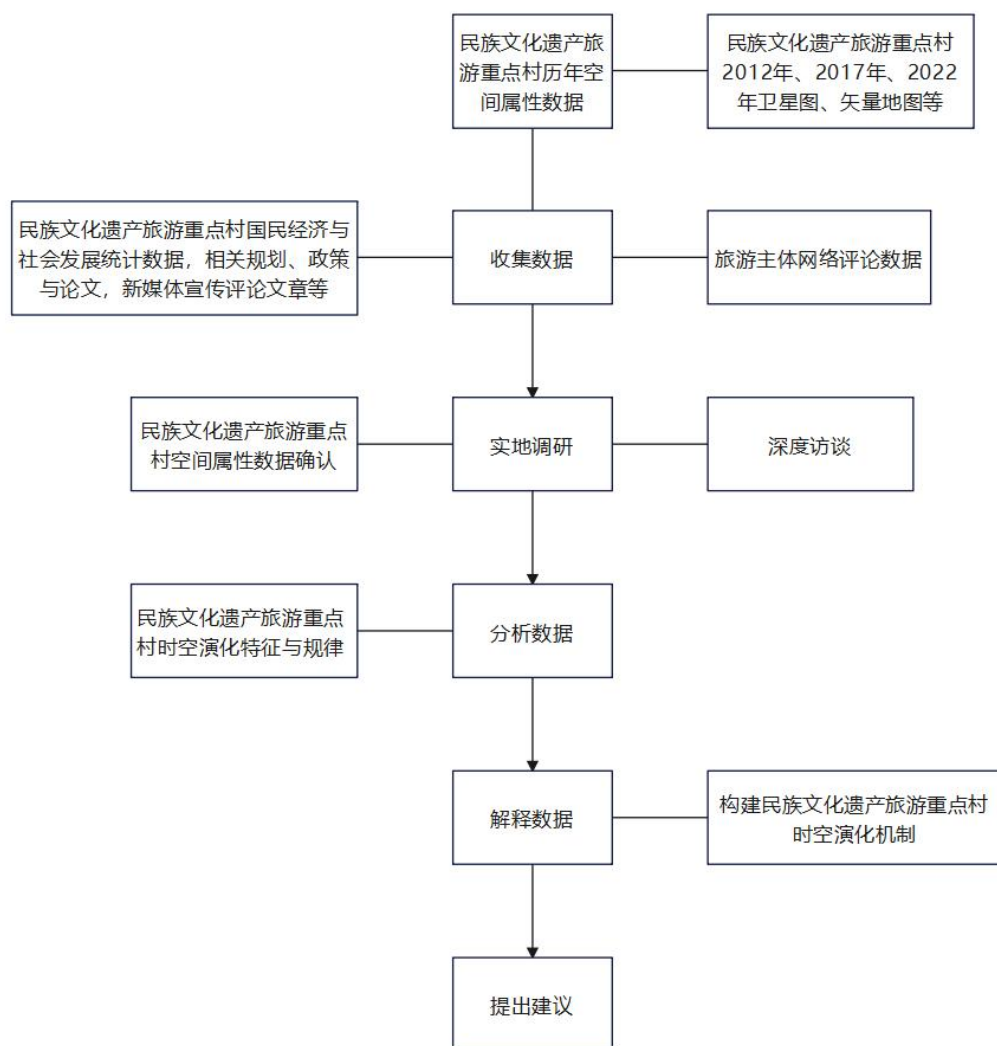 民族文化遗产旅
游重点村历年空
间属性数据
民族文化遗产旅游重点村
2012年、2017年、2022
年卫星图、矢量地图等
民族文化遗产旅游重点村国民经济与
社会发展统计数据，相关规划、政策
与论文，新媒体宣传评论文章等
收集数据
旅游主体网络评论数据
民族文化遗产旅游重点
村空间属性数据确认
实地调研
深度访谈
民族文化遗产旅游重点
村时空演化特征与规律
分析数据
解释数据
构建民族文化遗产旅游重点村
时空演化机制
提出建议